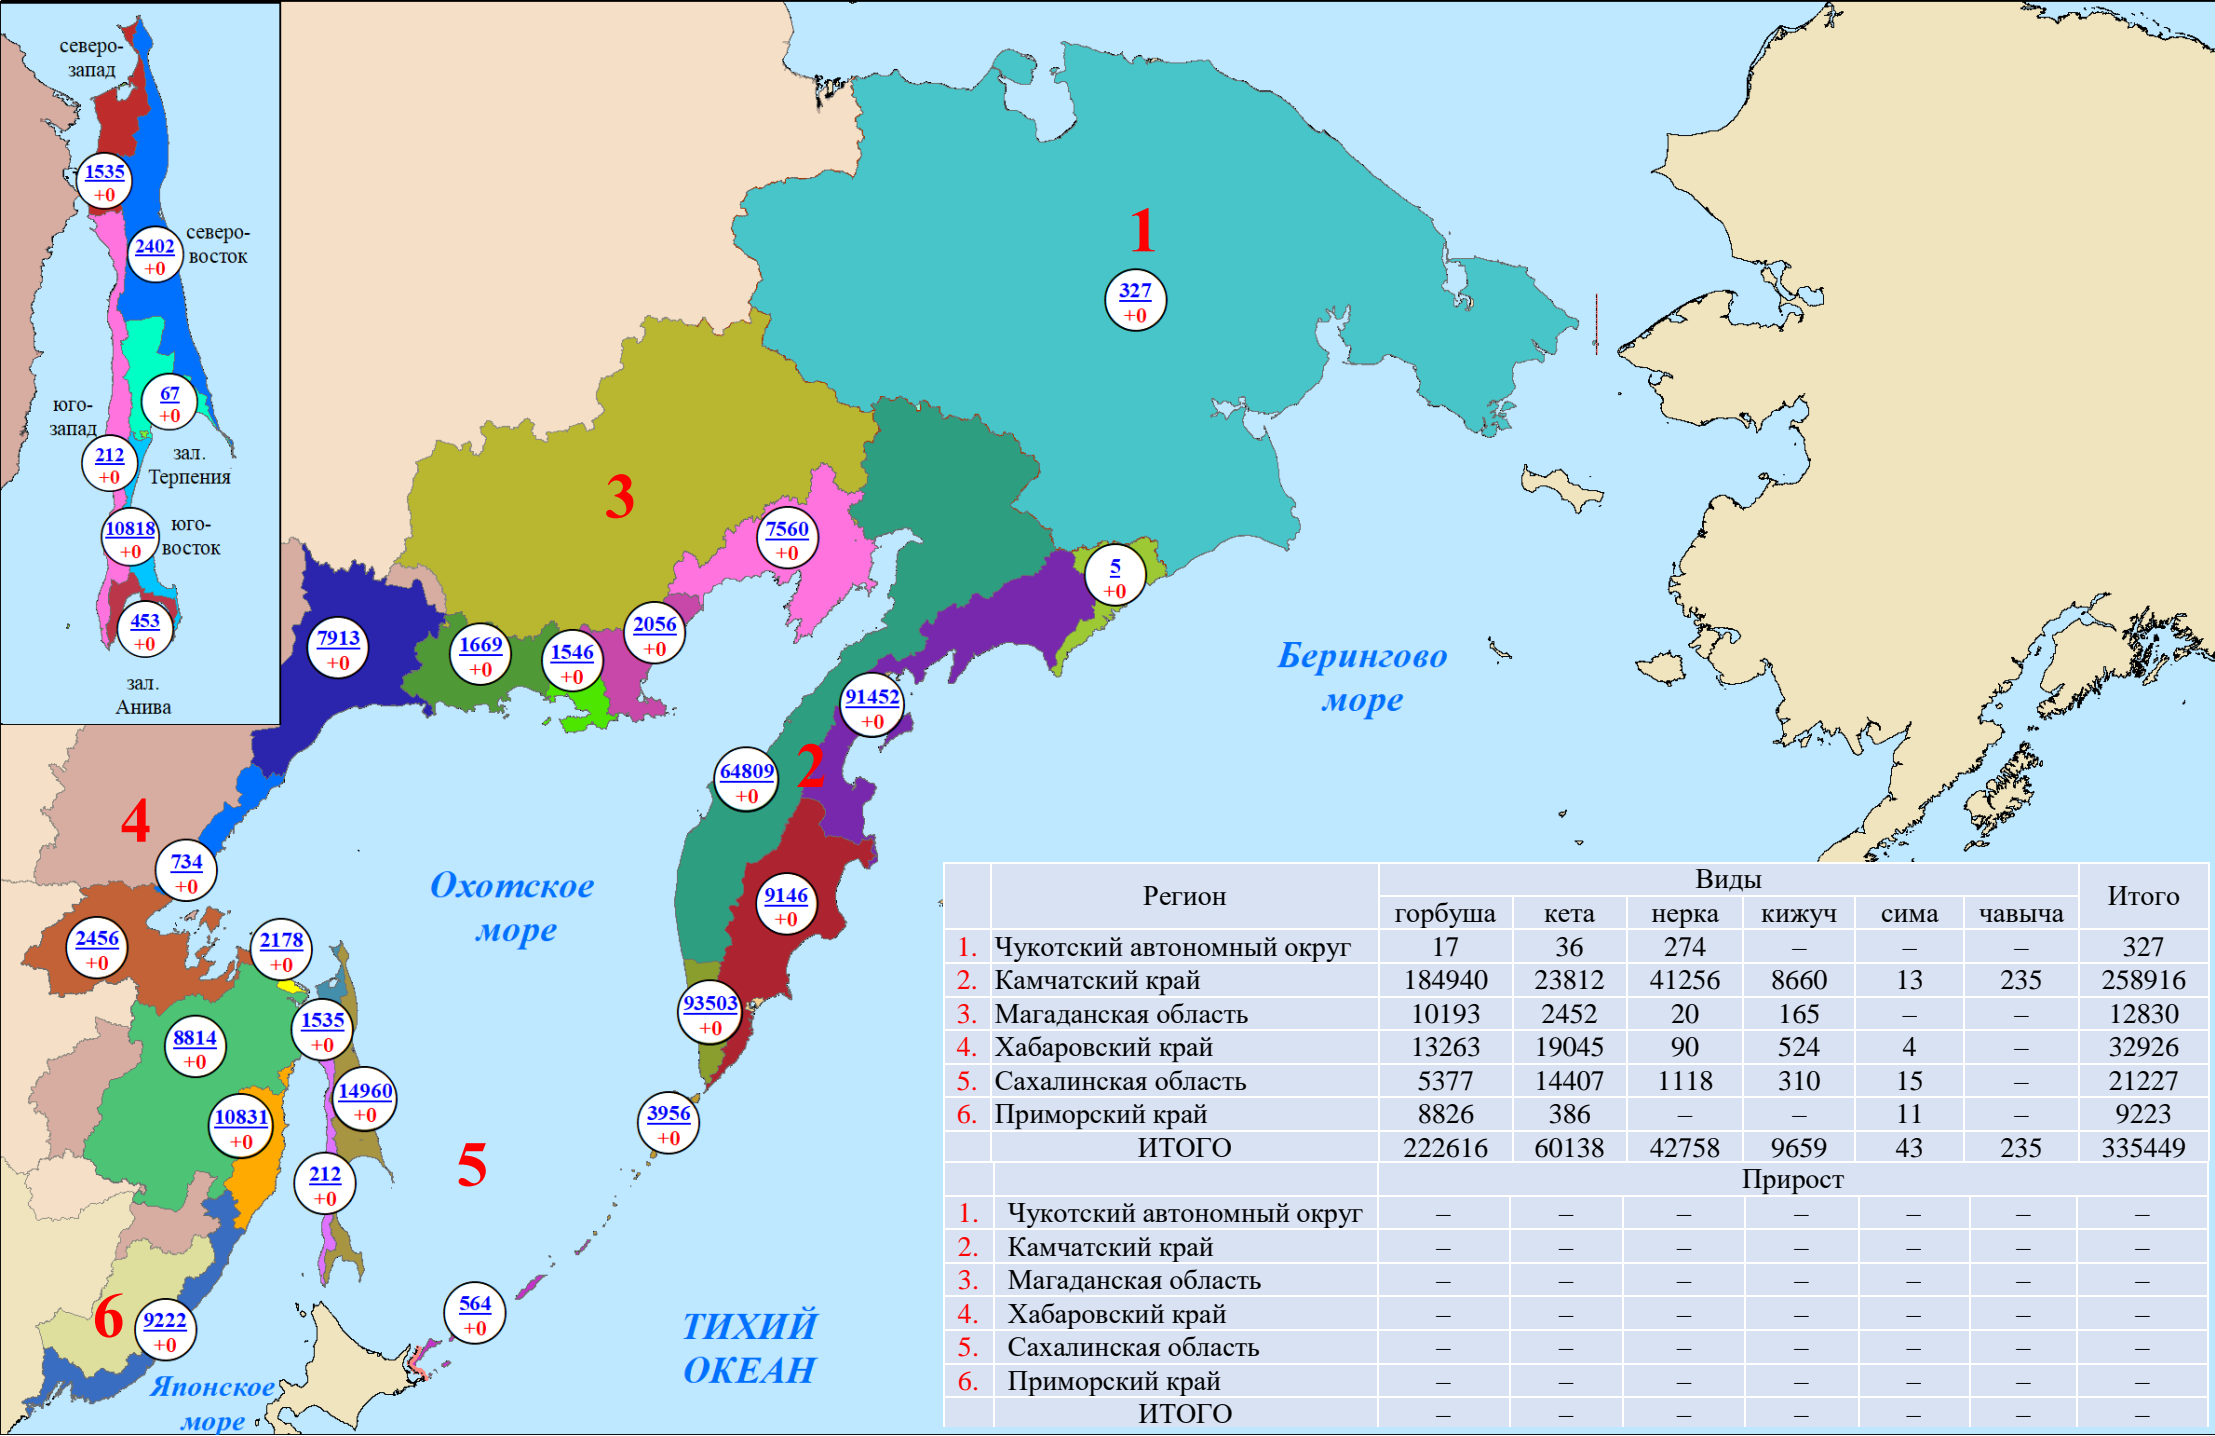 северо-
запад
1535
+0
северо-
восток
2402
+0
67
+0
юго-
запад
212
+0
зал.
Терпения
10818
+0
юго-
восток
453
+0
зал.
Анива
1
327
+0
3
7560
+0
5
+0
7913
+0
1669
+0
1546
+0
2056
+0
Берингово
море
91452
+0
2
64809
+0
4
734
+0
Охотское
море
9146
+0
2456
+0
2178
+0
93503
+0
8814
+0
1535
+0
10831
+0
14960
+0
3956
+0
5
212
+0
6
9222
+0
564
+0
ТИХИЙ
ОКЕАН
Японское
море
Регион Виды Итого
горбуша кета нерка кижуч сима чавыча
1. Чукотский автономный округ 17 36 274 – – – 327
2. Камчатский край 184940 23812 41256 8660 13 235 258916
3. Магаданская область 10193 2452 20 165 – – 12830
4. Хабаровский край 13263 19045 90 524 4 – 32926
5. Сахалинская область 5377 14407 1118 310 15 – 21227
6. Приморский край 8826 386 – – 11 – 9223
ИТОГО 222616 60138 42758 9659 43 235 335449
Прирост
1. Чукотский автономный округ – – – – – – –
2. Камчатский край – – – – – – –
3. Магаданская область – – – – – – –
4. Хабаровский край – – – – – – –
5. Сахалинская область – – – – – – –
6. Приморский край – – – – – – –
ИТОГО – – – – – – –